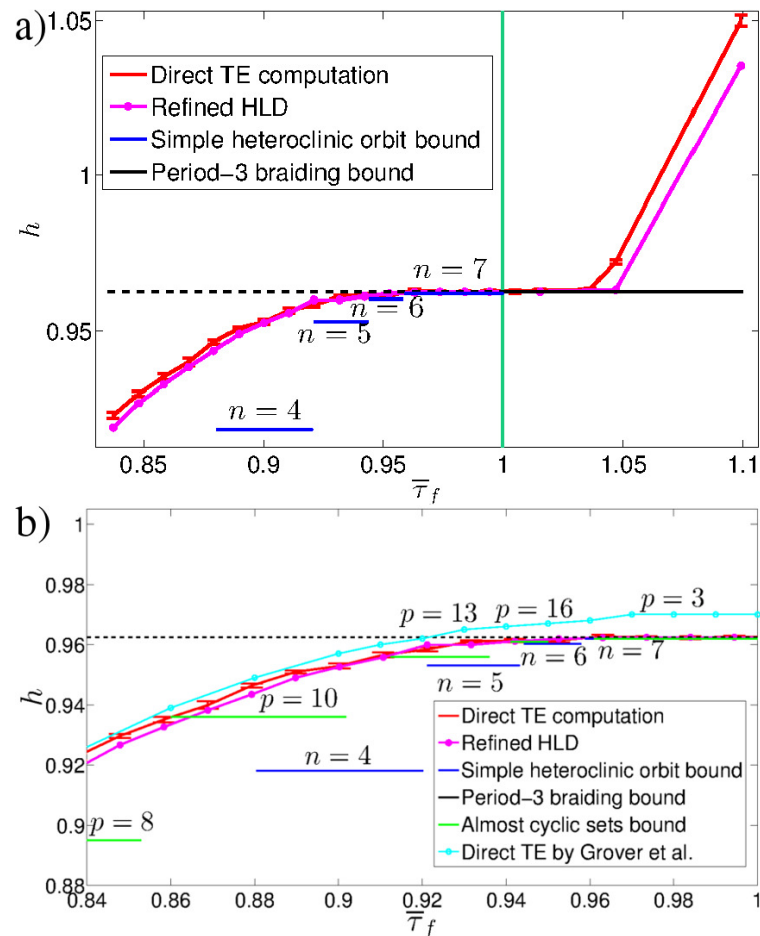 a)
1.05
1
0.95
h
Direct TE computation
Refined HLD
Simple heteroclinic orbit bound
Period-3 braiding bound
n = 7
n = 6
n = 5
n = 4
0.85 0.9 0.95 1 1.05 1.1
τ̅_f
b)
1
0.98
0.96
0.94
0.92
0.9
0.88
h
p = 13 p = 16 p = 3
n = 6 n = 7
n = 5
p = 10
n = 4
p = 8
Direct TE computation
Refined HLD
Simple heteroclinic orbit bound
Period-3 braiding bound
Almost cyclic sets bound
Direct TE by Grover et al.
0.84 0.86 0.88 0.9 0.92 0.94 0.96 0.98 1
τ̅_f